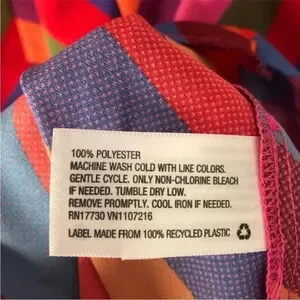 100% POLYESTER
MACHINE WASH COLD WITH LIKE COLORS.
GENTLE CYCLE. ONLY NON-CHLORINE BLEACH
IF NEEDED. TUMBLE DRY LOW.
REMOVE PROMPTLY. COOL IRON IF NEEDED.
RN17730 VN1107216
LABEL MADE FROM 100% RECYCLED PLASTIC